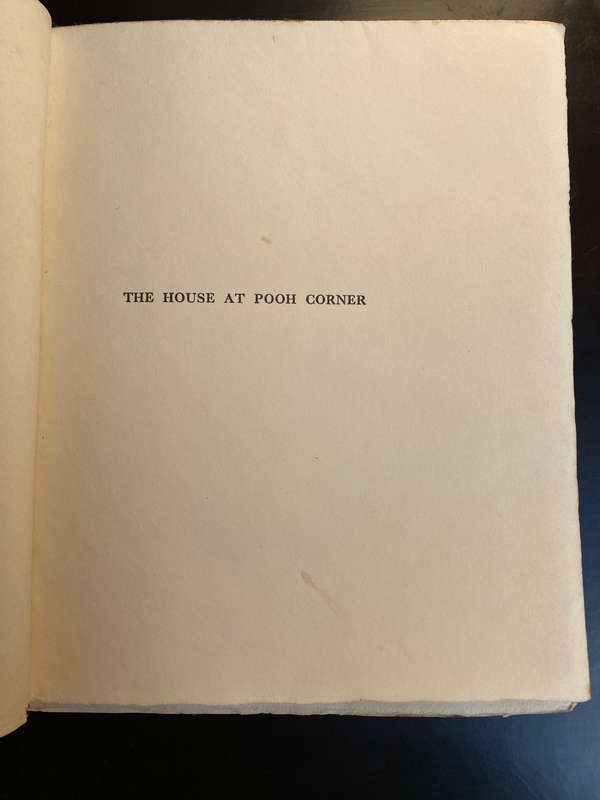 THE HOUSE AT POOH CORNER